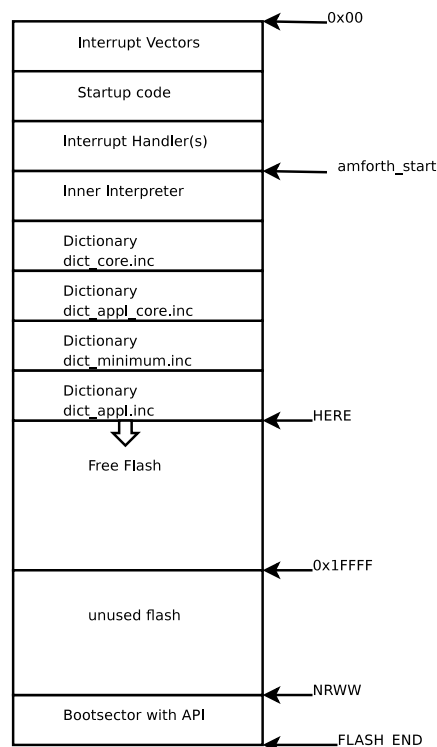 0x00
Interrupt Vectors
Startup code
Interrupt Handler(s)
amforth_start
Inner Interpreter
Dictionary
dict_core.inc
Dictionary
dict_appl_core.inc
Dictionary
dict_minimum.inc
Dictionary
dict_appl.inc
HERE
Free Flash
0x1FFFF
unused flash
NRWW
Bootsector with API
FLASH_END